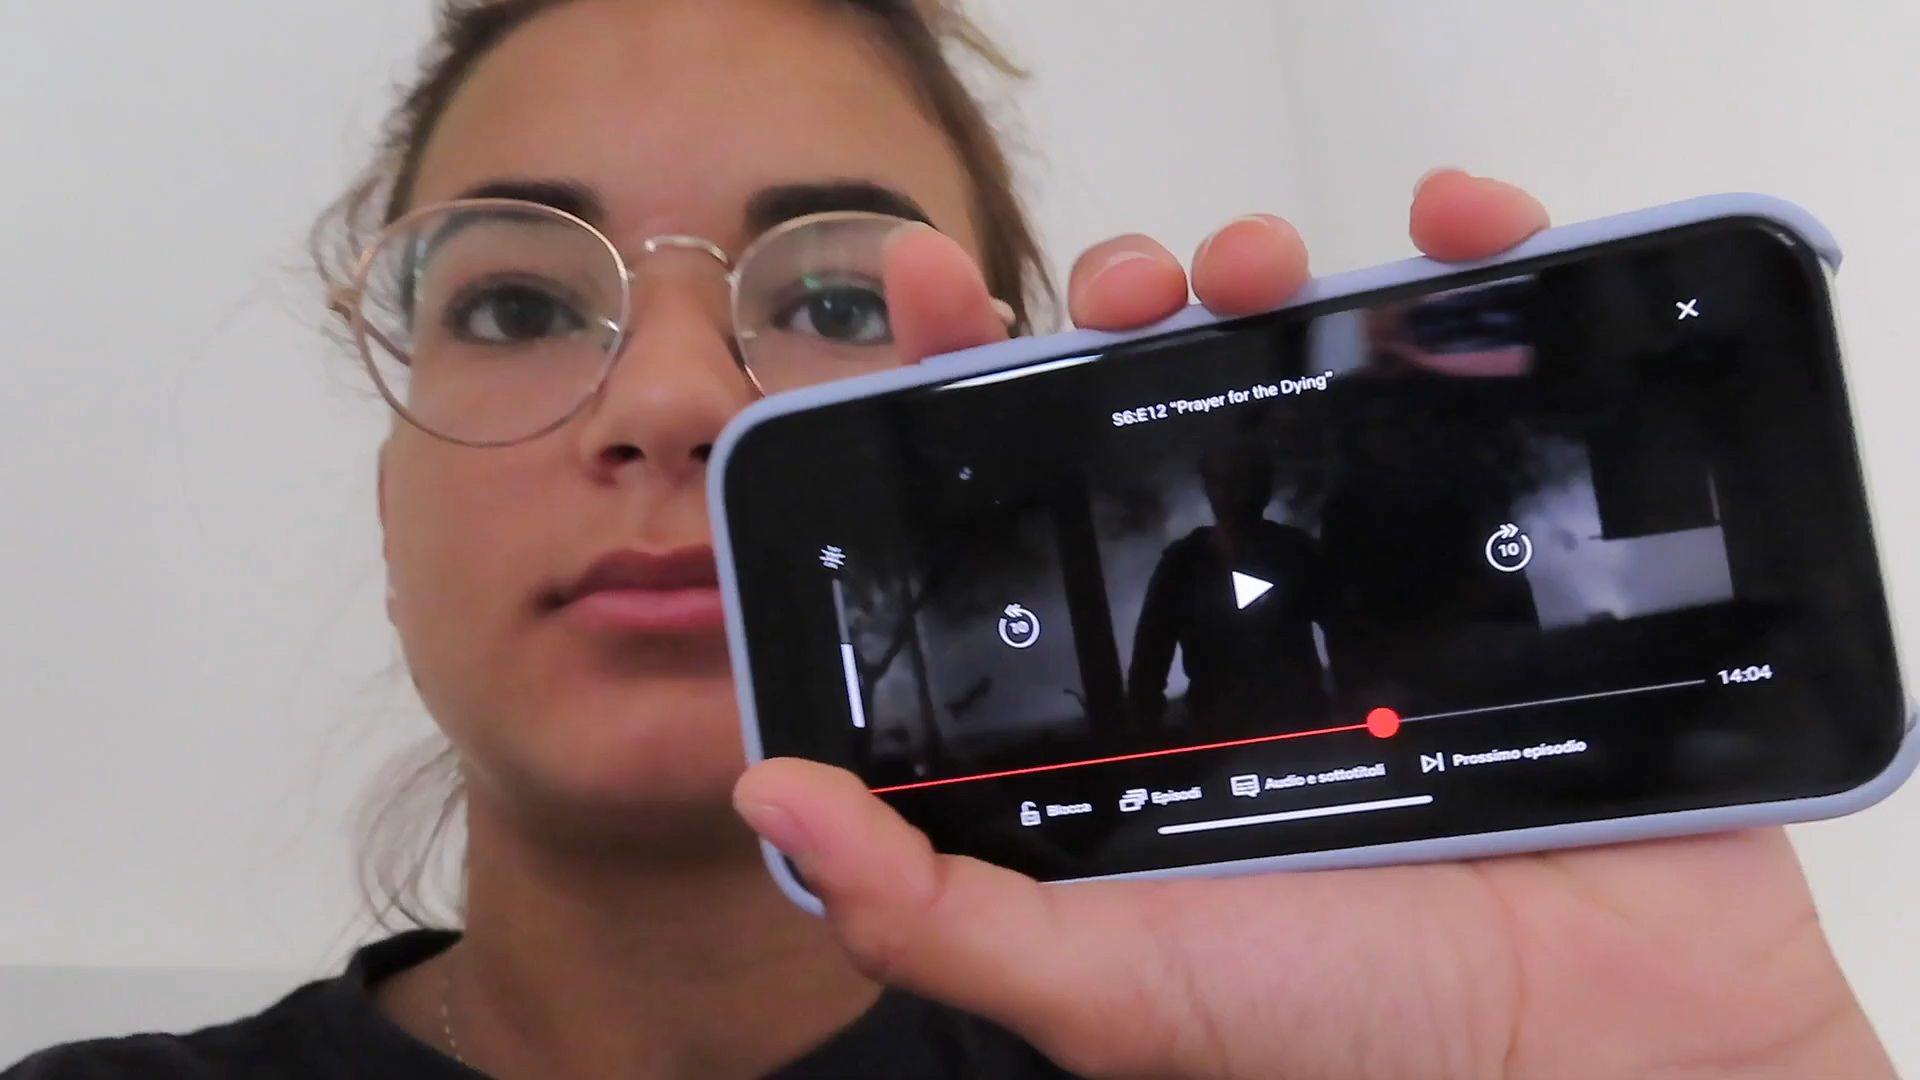 S6:E12 “Prayer for the Dying”
10
10
14:04
Blocca
Episodi
Audio e sottotitoli
Prossimo episodio